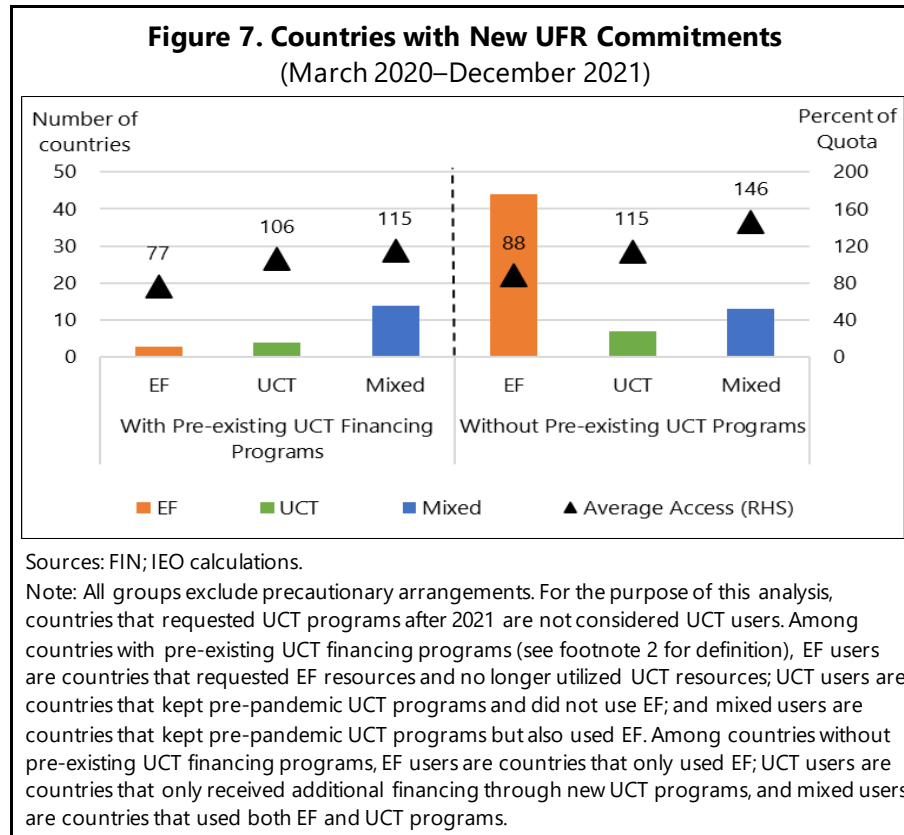 Figure 7. Countries with New UFR Commitments
(March 2020–December 2021)
Number of countries
Percent of Quota
50
40
30
20
10
0
200
160
120
80
40
0
77
106
115
88
115
146
EF UCT Mixed EF UCT Mixed
With Pre-existing UCT Financing Programs
Without Pre-existing UCT Programs
EF UCT Mixed Average Access (RHS)
Sources: FIN; IEO calculations.
Note: All groups exclude precautionary arrangements. For the purpose of this analysis,
countries that requested UCT programs after 2021 are not considered UCT users. Among
countries with pre-existing UCT financing programs (see footnote 2 for definition), EF users
are countries that requested EF resources and no longer utilized UCT resources; UCT users are
countries that kept pre-pandemic UCT programs and did not use EF; and mixed users are
countries that kept pre-pandemic UCT programs but also used EF. Among countries without
pre-existing UCT financing programs, EF users are countries that only used EF; UCT users are
countries that only received additional financing through new UCT programs, and mixed users
are countries that used both EF and UCT programs.